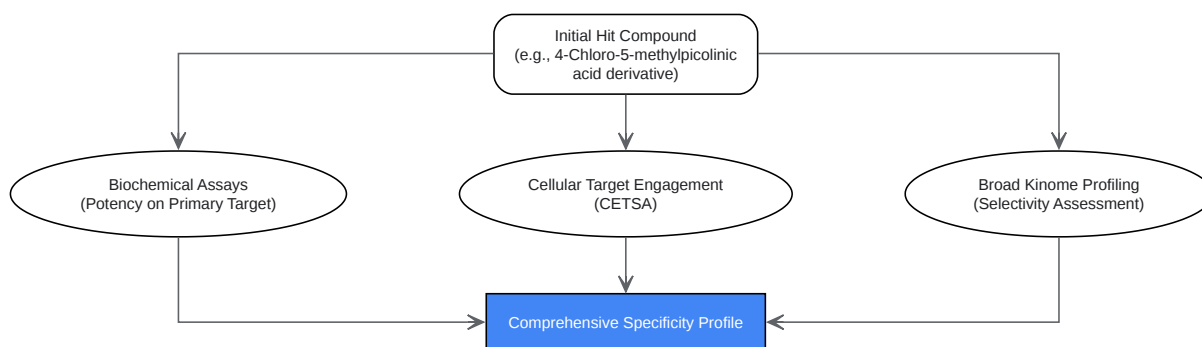 Initial Hit Compound
(e.g., 4-Chloro-5-methylpicolinic
acid derivative)
Biochemical Assays
(Potency on Primary Target)
Cellular Target Engagement
(CETSA)
Broad Kinome Profiling
(Selectivity Assessment)
Comprehensive Specificity Profile